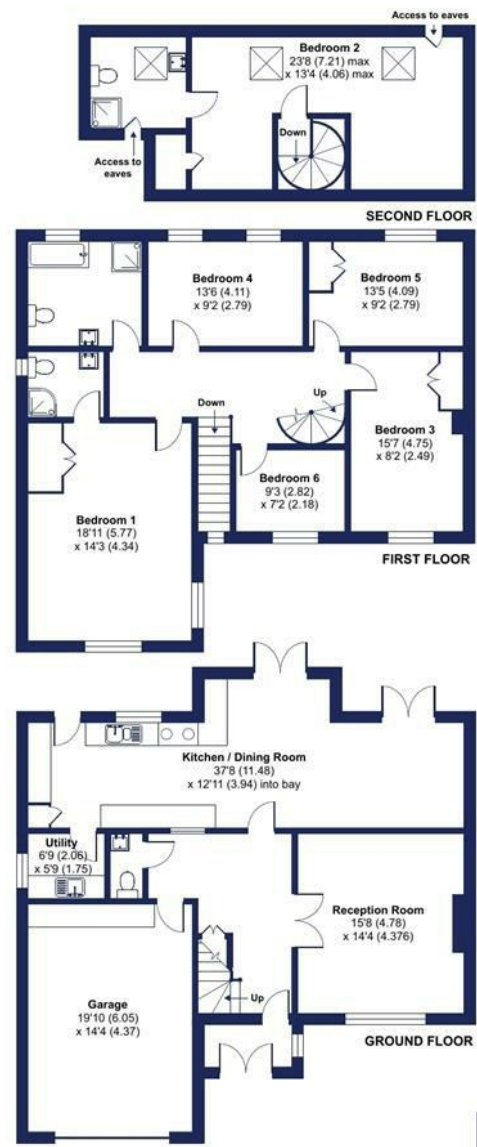 Access to eaves
Bedroom 2
23'8 (7.21) max
x 13'4 (4.06) max
Down
Access to
eaves
SECOND FLOOR
Bedroom 4
13'6 (4.11)
x 9'2 (2.79)
Bedroom 5
13'5 (4.09)
x 9'2 (2.79)
Down
Up
Bedroom 3
15'7 (4.75)
x 8'2 (2.49)
Bedroom 6
9'3 (2.82)
x 7'2 (2.18)
Bedroom 1
18'11 (5.77)
x 14'3 (4.34)
FIRST FLOOR
Kitchen / Dining Room
37'8 (11.48)
x 12'11 (3.94) into bay
Utility
6'9 (2.06)
x 5'9 (1.75)
Reception Room
15'8 (4.78)
x 14'4 (4.376)
Up
Garage
19'10 (6.05)
x 14'4 (4.37)
GROUND FLOOR